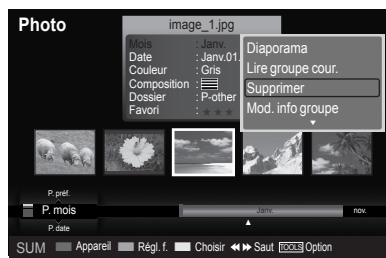 Photo
image_1.jpg
Mois : Janv.
Date : Janv.01.
Couleur : Gris
Composition :
Dossier : P-other
Favori : ★★★
Diaporama
Lire groupe cour.
Supprimer
Mod. info groupe
P. préf.
P. mois
P. date
Janv.
nov.
SUM Appareil Régl. f. Choisir Saut TOOLS Option